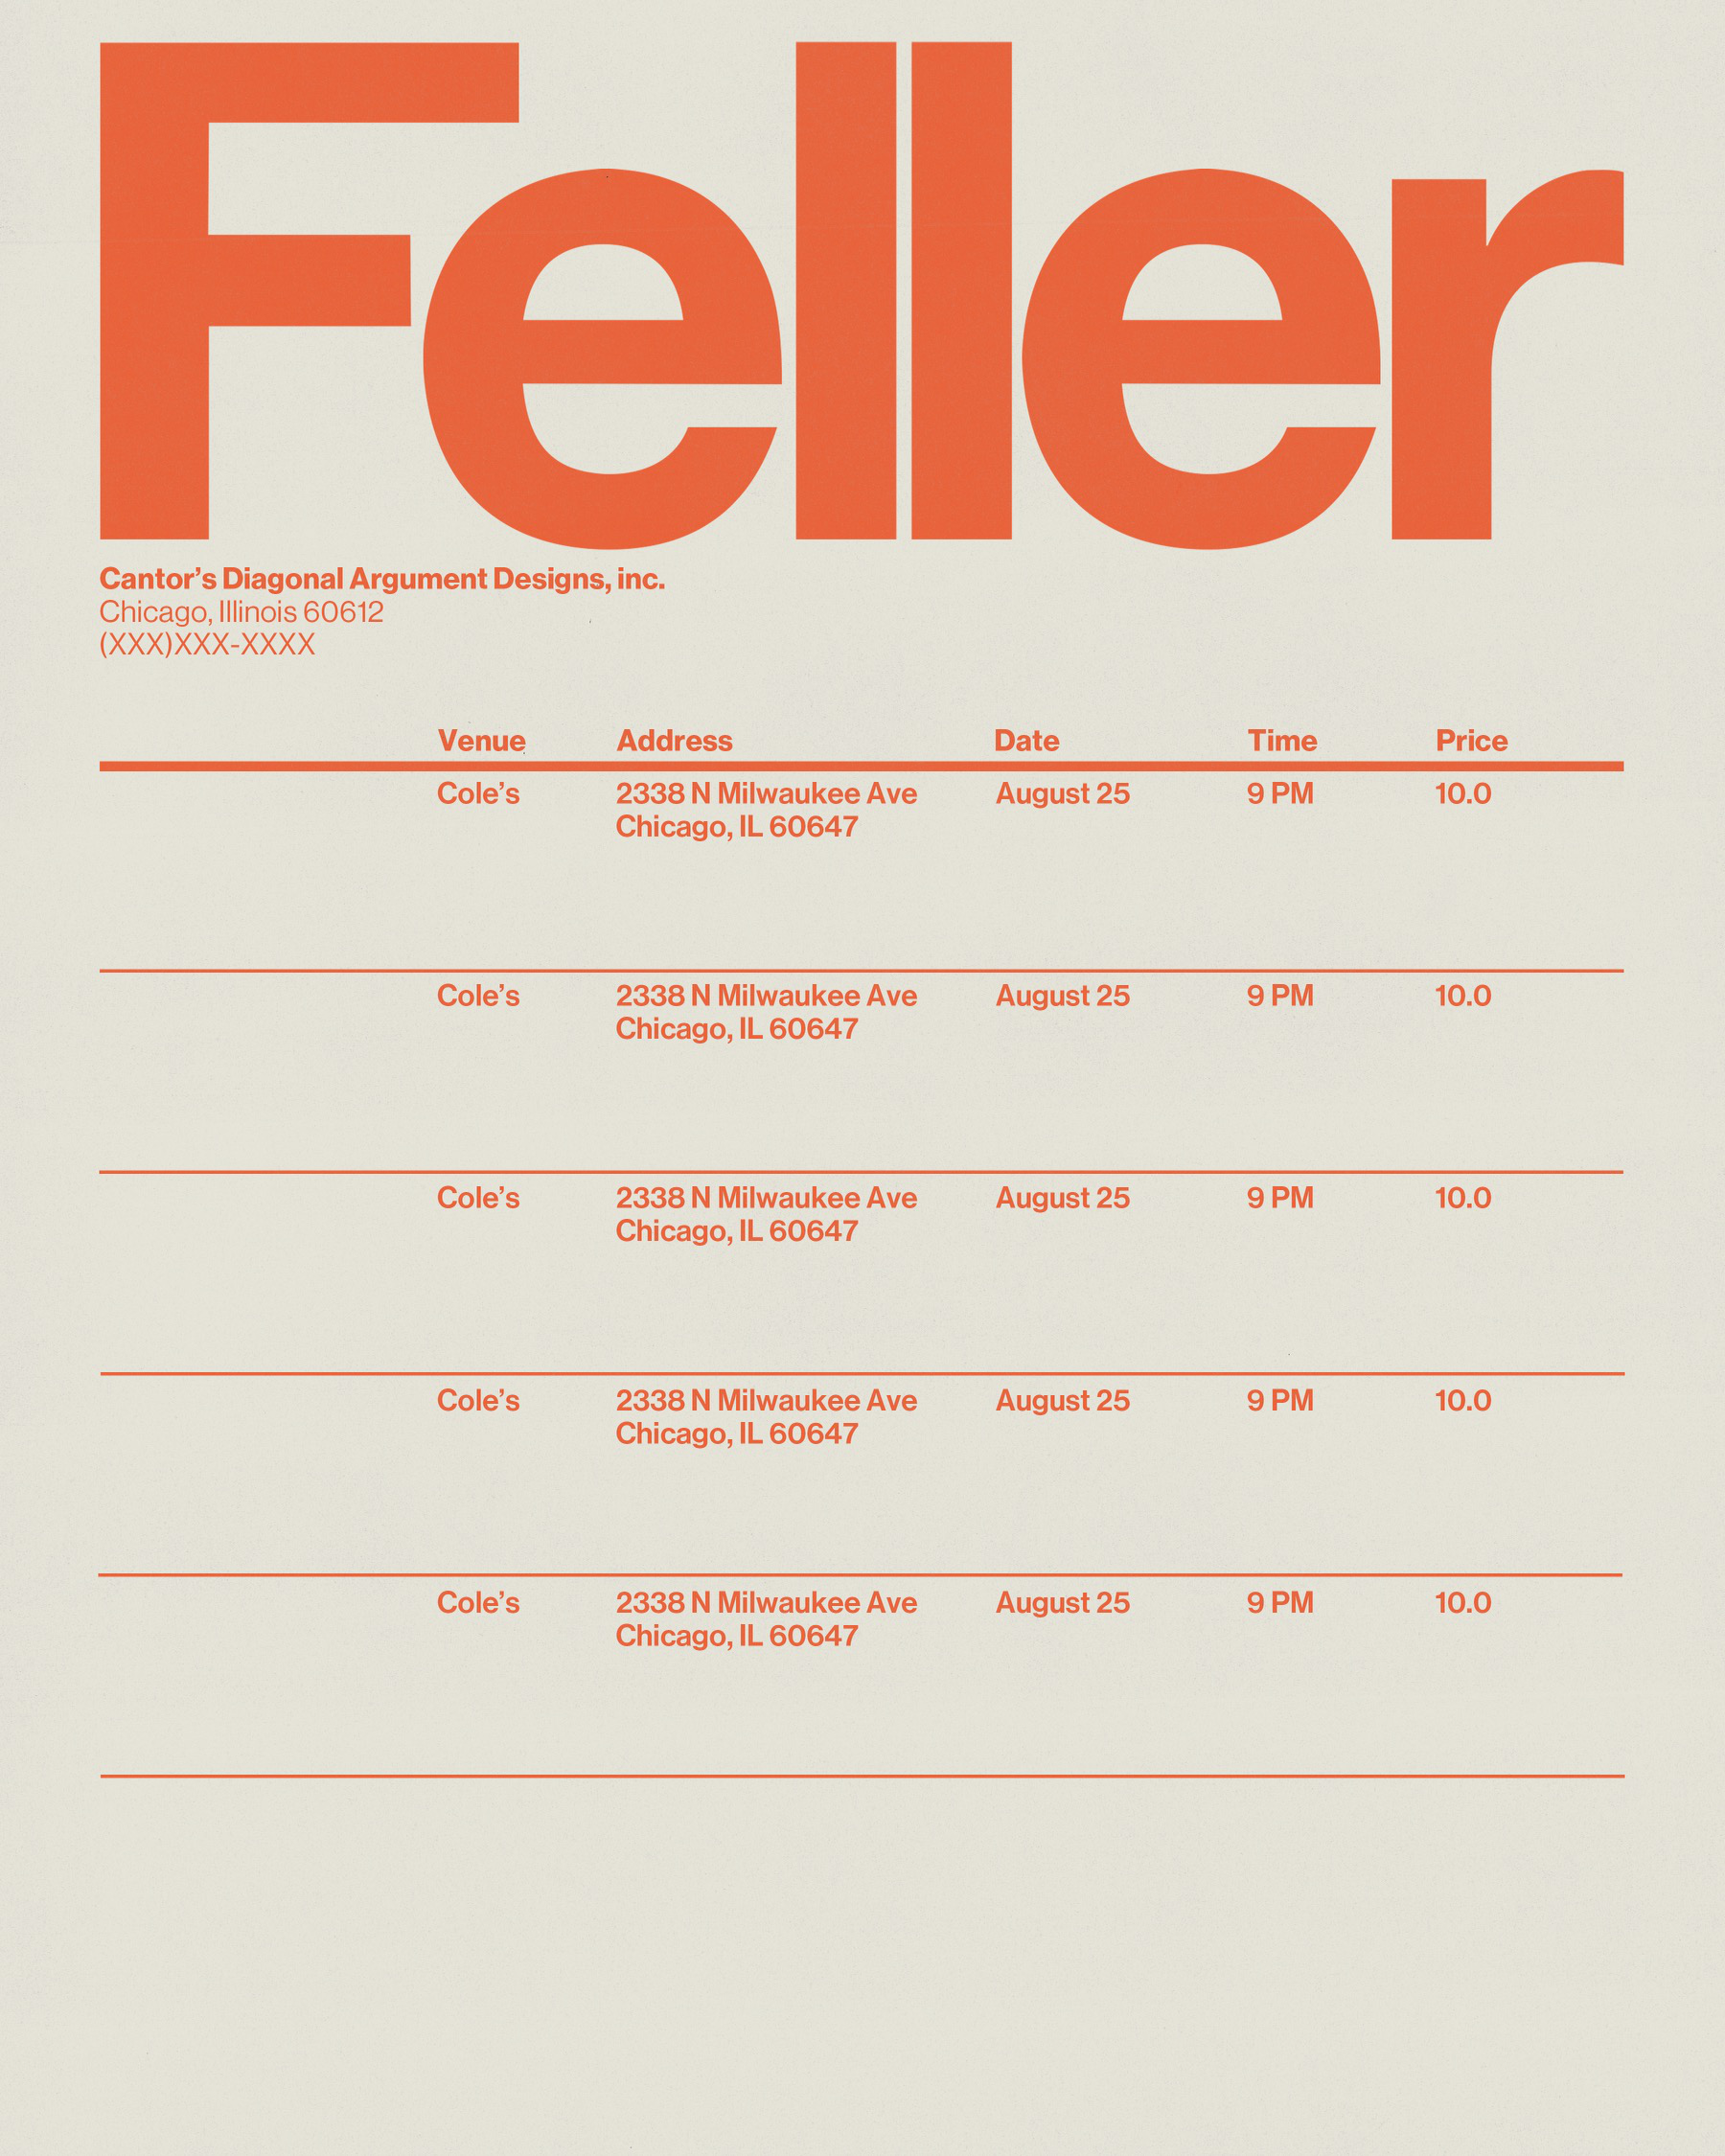 Feller
Cantor’s Diagonal Argument Designs, inc.
Chicago, Illinois 60612
(XXX)XXX-XXXX
Venue Address Date Time Price
Cole’s 2338 N Milwaukee Ave August 25 9 PM 10.0
Chicago, IL 60647
Cole’s 2338 N Milwaukee Ave August 25 9 PM 10.0
Chicago, IL 60647
Cole’s 2338 N Milwaukee Ave August 25 9 PM 10.0
Chicago, IL 60647
Cole’s 2338 N Milwaukee Ave August 25 9 PM 10.0
Chicago, IL 60647
Cole’s 2338 N Milwaukee Ave August 25 9 PM 10.0
Chicago, IL 60647